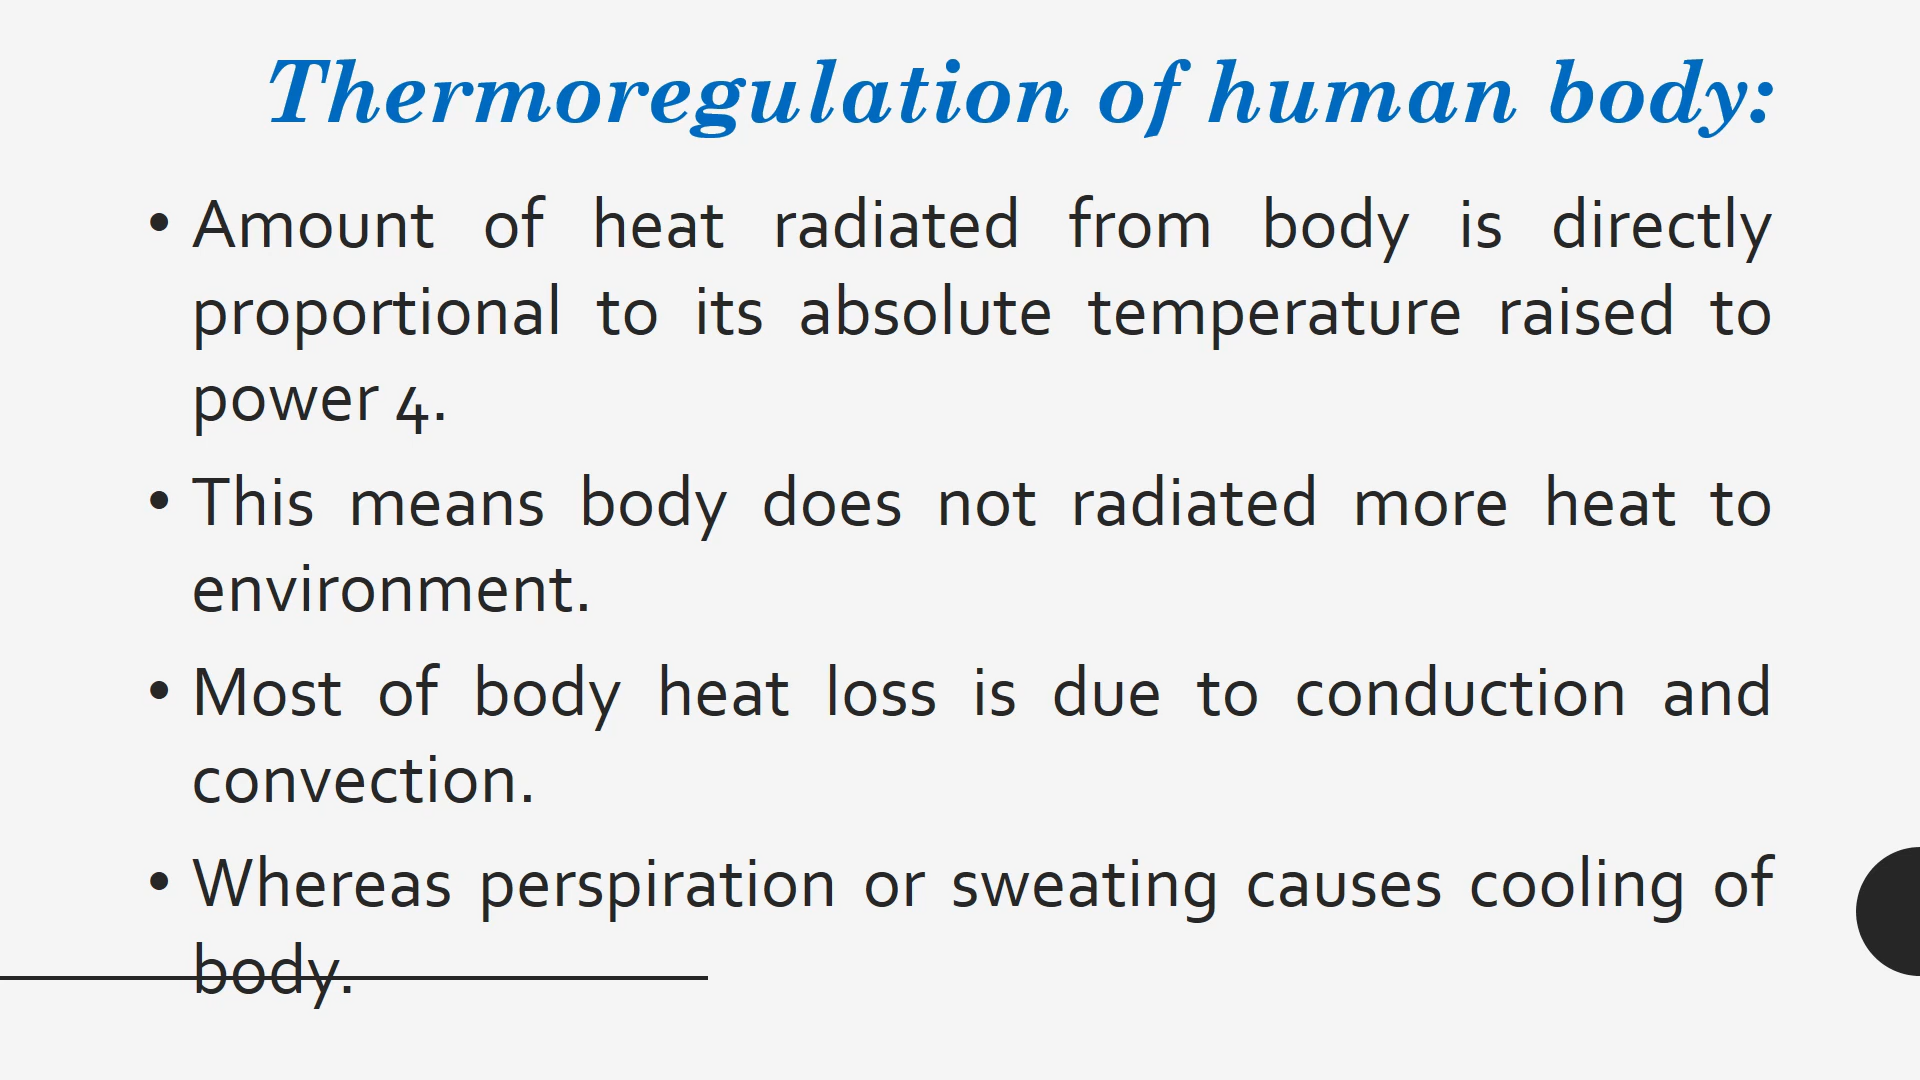 Thermoregulation of human body:
• Amount of heat radiated from body is directly
proportional to its absolute temperature raised to
power 4.
• This means body does not radiated more heat to
environment.
• Most of body heat loss is due to conduction and
convection.
• Whereas perspiration or sweating causes cooling of
body.